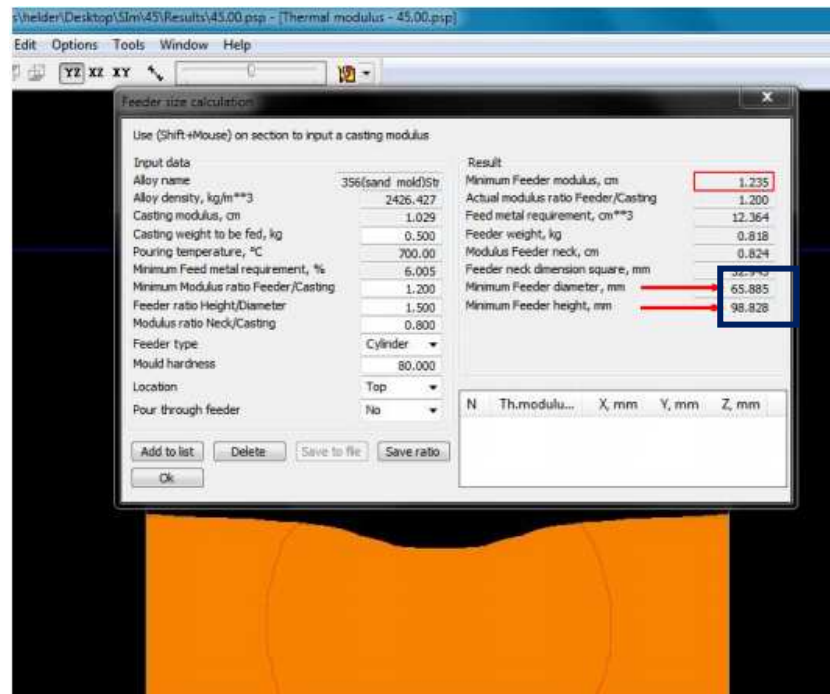 s\helder\Desktop\SIm\45\Results\45.00.psp - [Thermal modulus - 45.00.psp]
Edit Options Tools Window Help
YZ XZ XY 0
Feeder size calculation X
Use (Shift+Mouse) on section to input a casting modulus
Input data
Alloy name 356(sand mold)Str
Alloy density, kg/m**3 2426.427
Casting modulus, cm 1.029
Casting weight to be fed, kg 0.500
Pouring temperature, ºC 700.00
Minimum Feed metal requirement, % 6.005
Minimum Modulus ratio Feeder/Casting 1.200
Feeder ratio Height/Diameter 1.500
Modulus ratio Neck/Casting 0.800
Feeder type Cylinder
Mould hardness 80.000
Location Top
Pour through feeder No
Add to list Delete Save to file Save ratio
Ok
Result
Minimum Feeder modulus, cm 1.235
Actual modulus ratio Feeder/Casting 1.200
Feed metal requirement, cm**3 12.364
Feeder weight, kg 0.818
Modulus Feeder neck, cm 0.824
Feeder neck dimension square, mm
Minimum Feeder diameter, mm 65.885
Minimum Feeder height, mm 98.828
N Th.modulu... X, mm Y, mm Z, mm